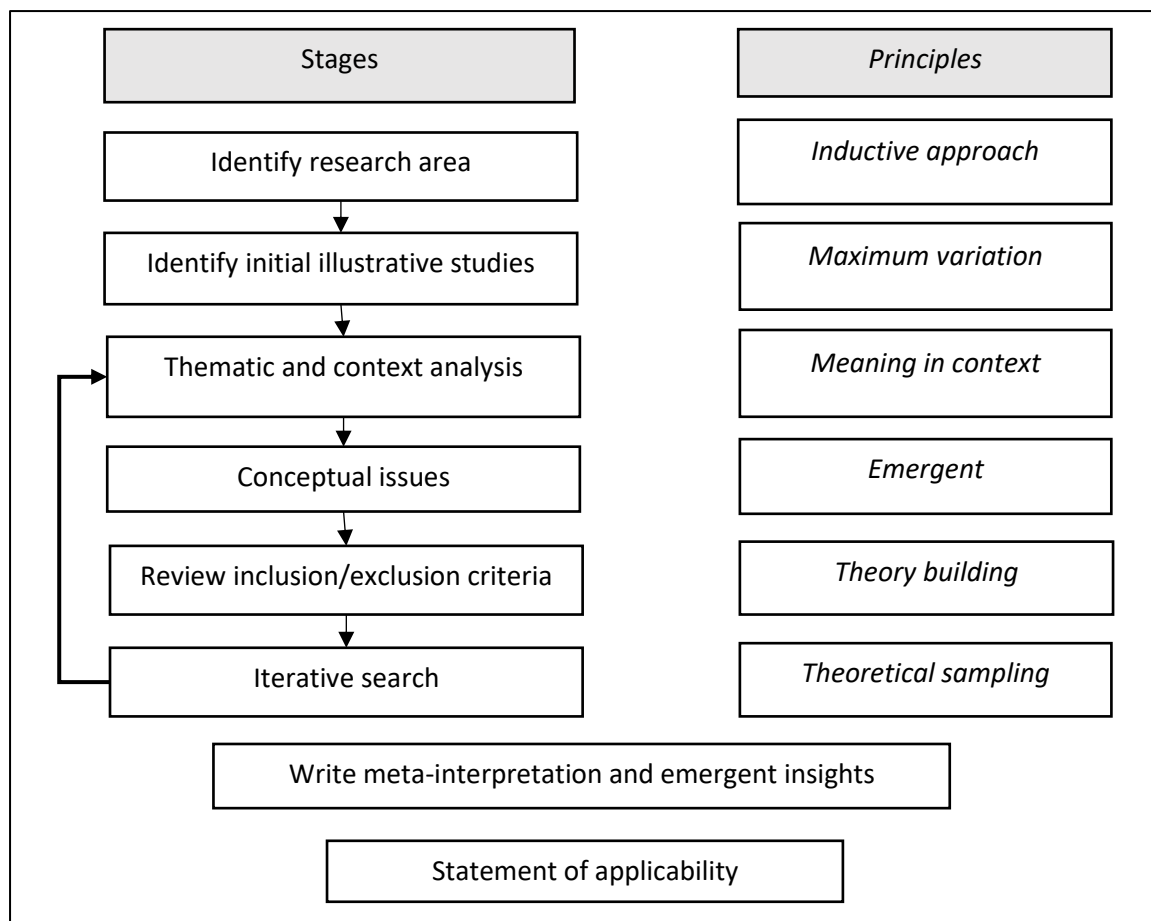 Stages
Principles
Identify research area
Inductive approach
Identify initial illustrative studies
Maximum variation
Thematic and context analysis
Meaning in context
Conceptual issues
Emergent
Review inclusion/exclusion criteria
Theory building
Iterative search
Theoretical sampling
Write meta-interpretation and emergent insights
Statement of applicability